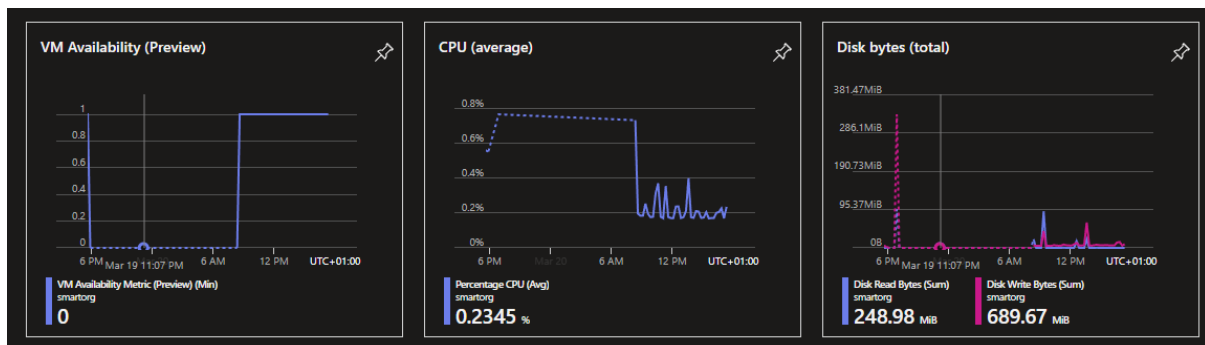 VM Availability (Preview)
1
0.8
0.6
0.4
0.2
0
6 PM
Mar 19 11:07 PM
6 AM
12 PM
UTC+01:00
VM Availability Metric (Preview) (Min)
smartorg
0
CPU (average)
0.8%
0.6%
0.4%
0.2%
0%
6 PM
Mar 20
6 AM
12 PM
UTC+01:00
Percentage CPU (Avg)
smartorg
0.2345 %
Disk bytes (total)
381.47MiB
286.1MiB
190.73MiB
95.37MiB
0B
6 PM
Mar 19 11:07 PM
6 AM
12 PM
UTC+01:00
Disk Read Bytes (Sum)
smartorg
248.98 MiB
Disk Write Bytes (Sum)
smartorg
689.67 MiB